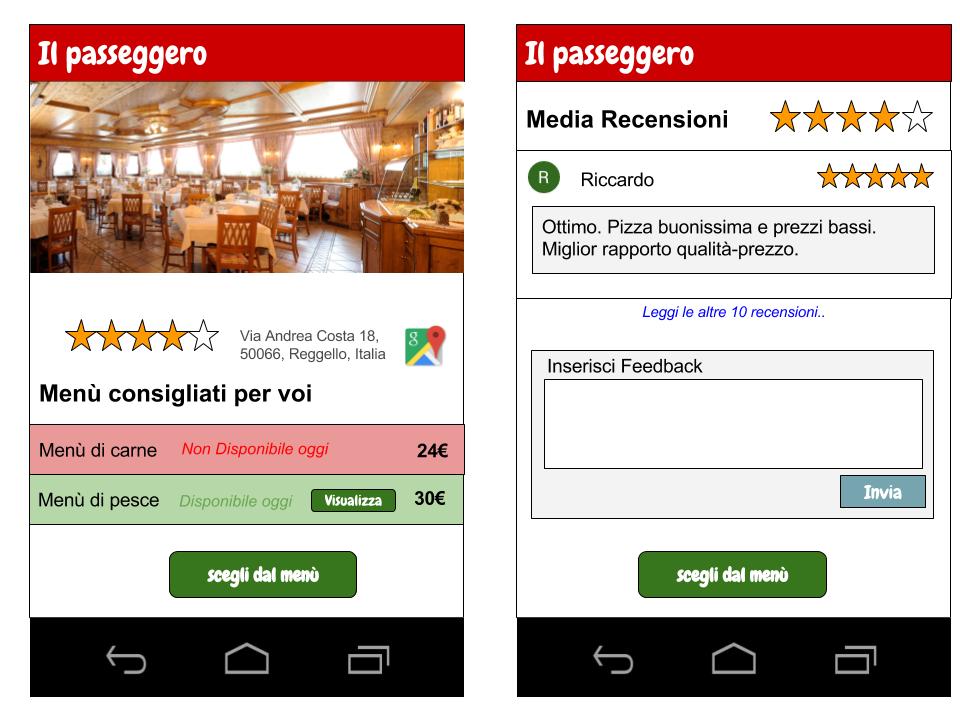 Il passeggero
Via Andrea Costa 18,
50066, Reggello, Italia
Menù consigliati per voi
Menù di carne Non Disponibile oggi 24€
Menù di pesce Disponibile oggi Visualizza 30€
scegli dal menù
Il passeggero
Media Recensioni
R Riccardo
Ottimo. Pizza buonissima e prezzi bassi.
Miglior rapporto qualità-prezzo.
Leggi le altre 10 recensioni..
Inserisci Feedback
Invia
scegli dal menù